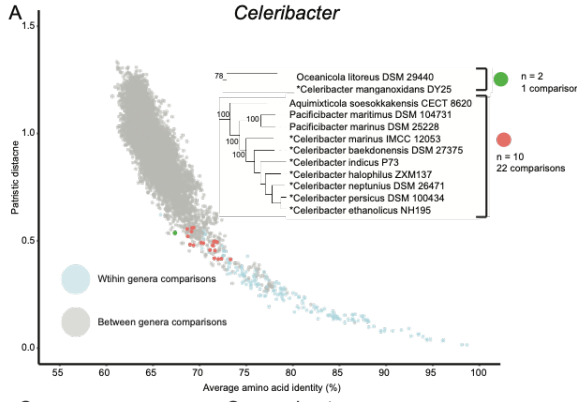 A
Celeribacter
1.5
1.0
0.5
0.0
Patristic distacne
78
Oceanicola litoreus DSM 29440
*Celeribacter manganoxidans DY25
n = 2
1 comparisor
Aquimixticola soesokkakensis CECT 8620
100
Pacificibacter maritimus DSM 104731
100
Pacificibacter marinus DSM 25228
*Celeribacter marinus IMCC 12053
100
*Celeribacter baekdonensis DSM 27375
100
*Celeribacter indicus P73
*Celeribacter halophilus ZXM137
*Celeribacter neptunius DSM 26471
*Celeribacter persicus DSM 100434
*Celeribacter ethanolicus NH195
n = 10
22 comparisons
Wtihin genera comparisons
Between genera comparisons
55 60 65 70 75 80 85 90 95 100
Average amino acid identity (%)